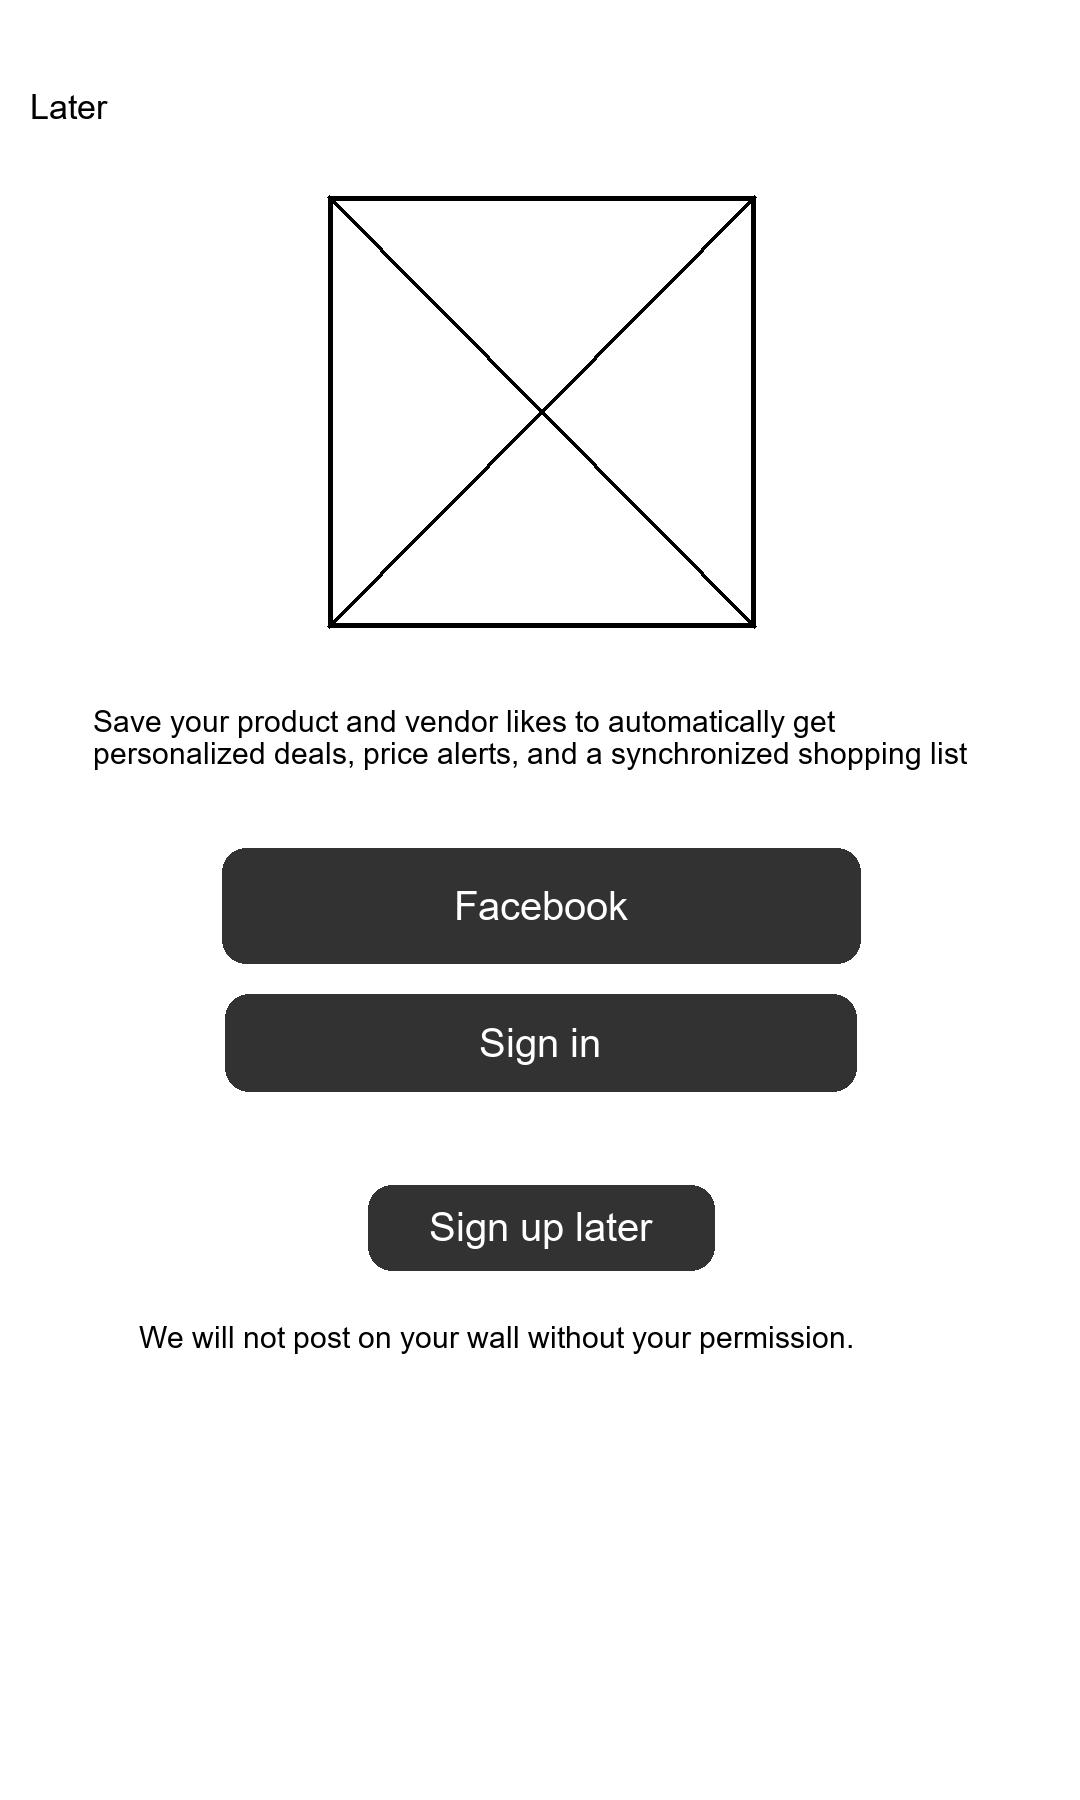 Later
Save your product and vendor likes to automatically get
personalized deals, price alerts, and a synchronized shopping list
Facebook
Sign in
Sign up later
We will not post on your wall without your permission.